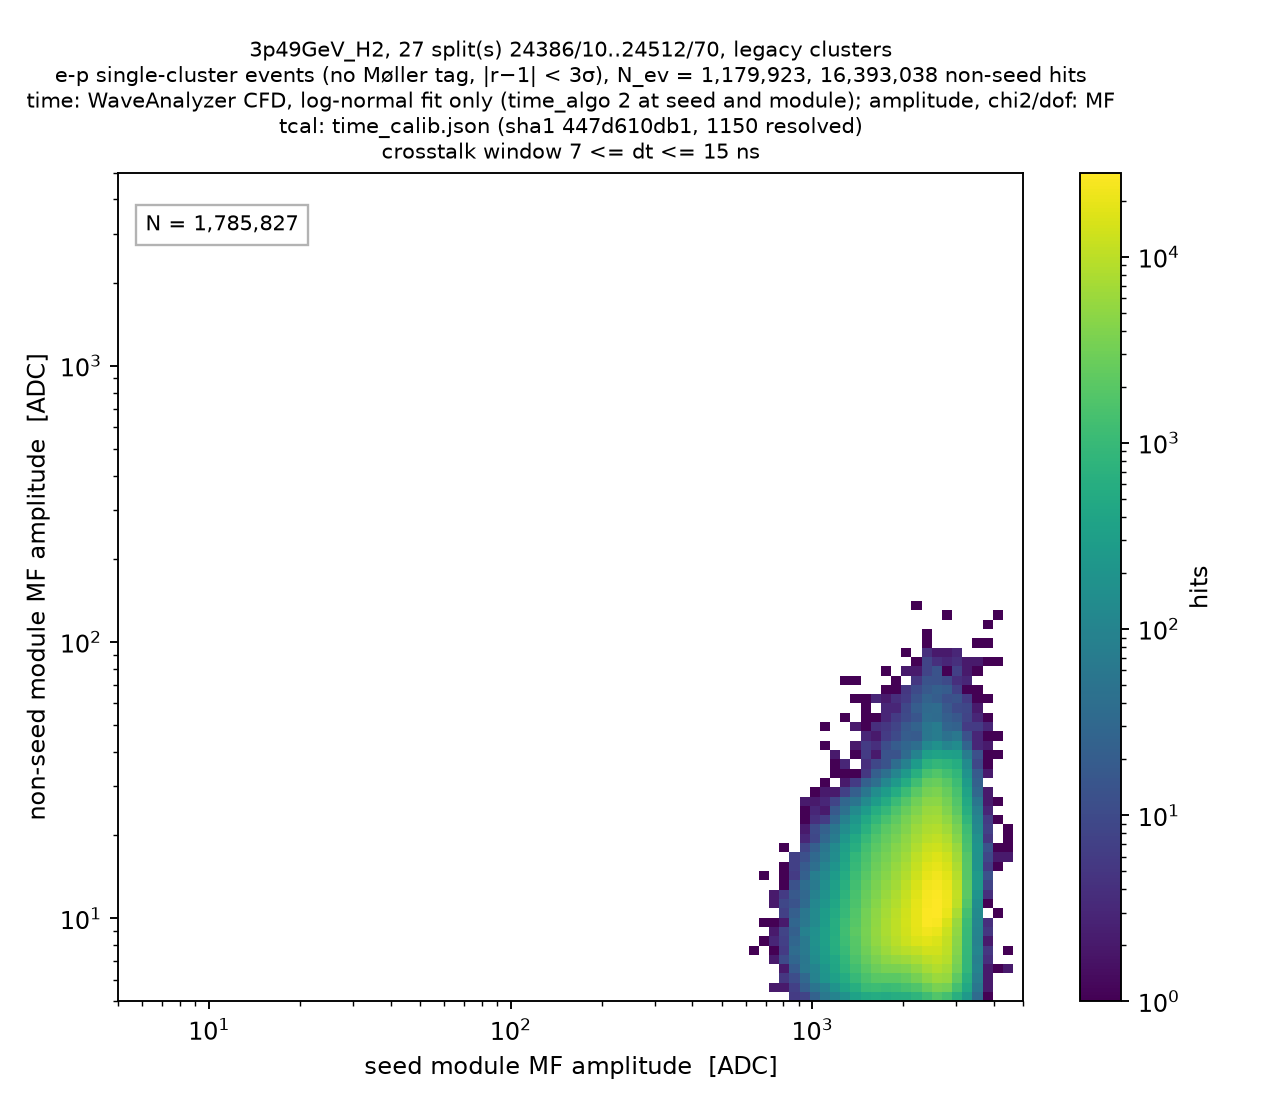 3p49GeV_H2, 27 split(s) 24386/10..24512/70, legacy clusters
e-p single-cluster events (no Møller tag, |r−1| < 3σ), N_ev = 1,179,923, 16,393,038 non-seed hits
time: WaveAnalyzer CFD, log-normal fit only (time_algo 2 at seed and module); amplitude, chi2/dof: MF
tcal: time_calib.json (sha1 447d610db1, 1150 resolved)
crosstalk window 7 <= dt <= 15 ns
N = 1,785,827
non-seed module MF amplitude [ADC]
10³
10²
10¹
10¹
10²
10³
seed module MF amplitude [ADC]
10⁴
10³
10²
10¹
10⁰
hits